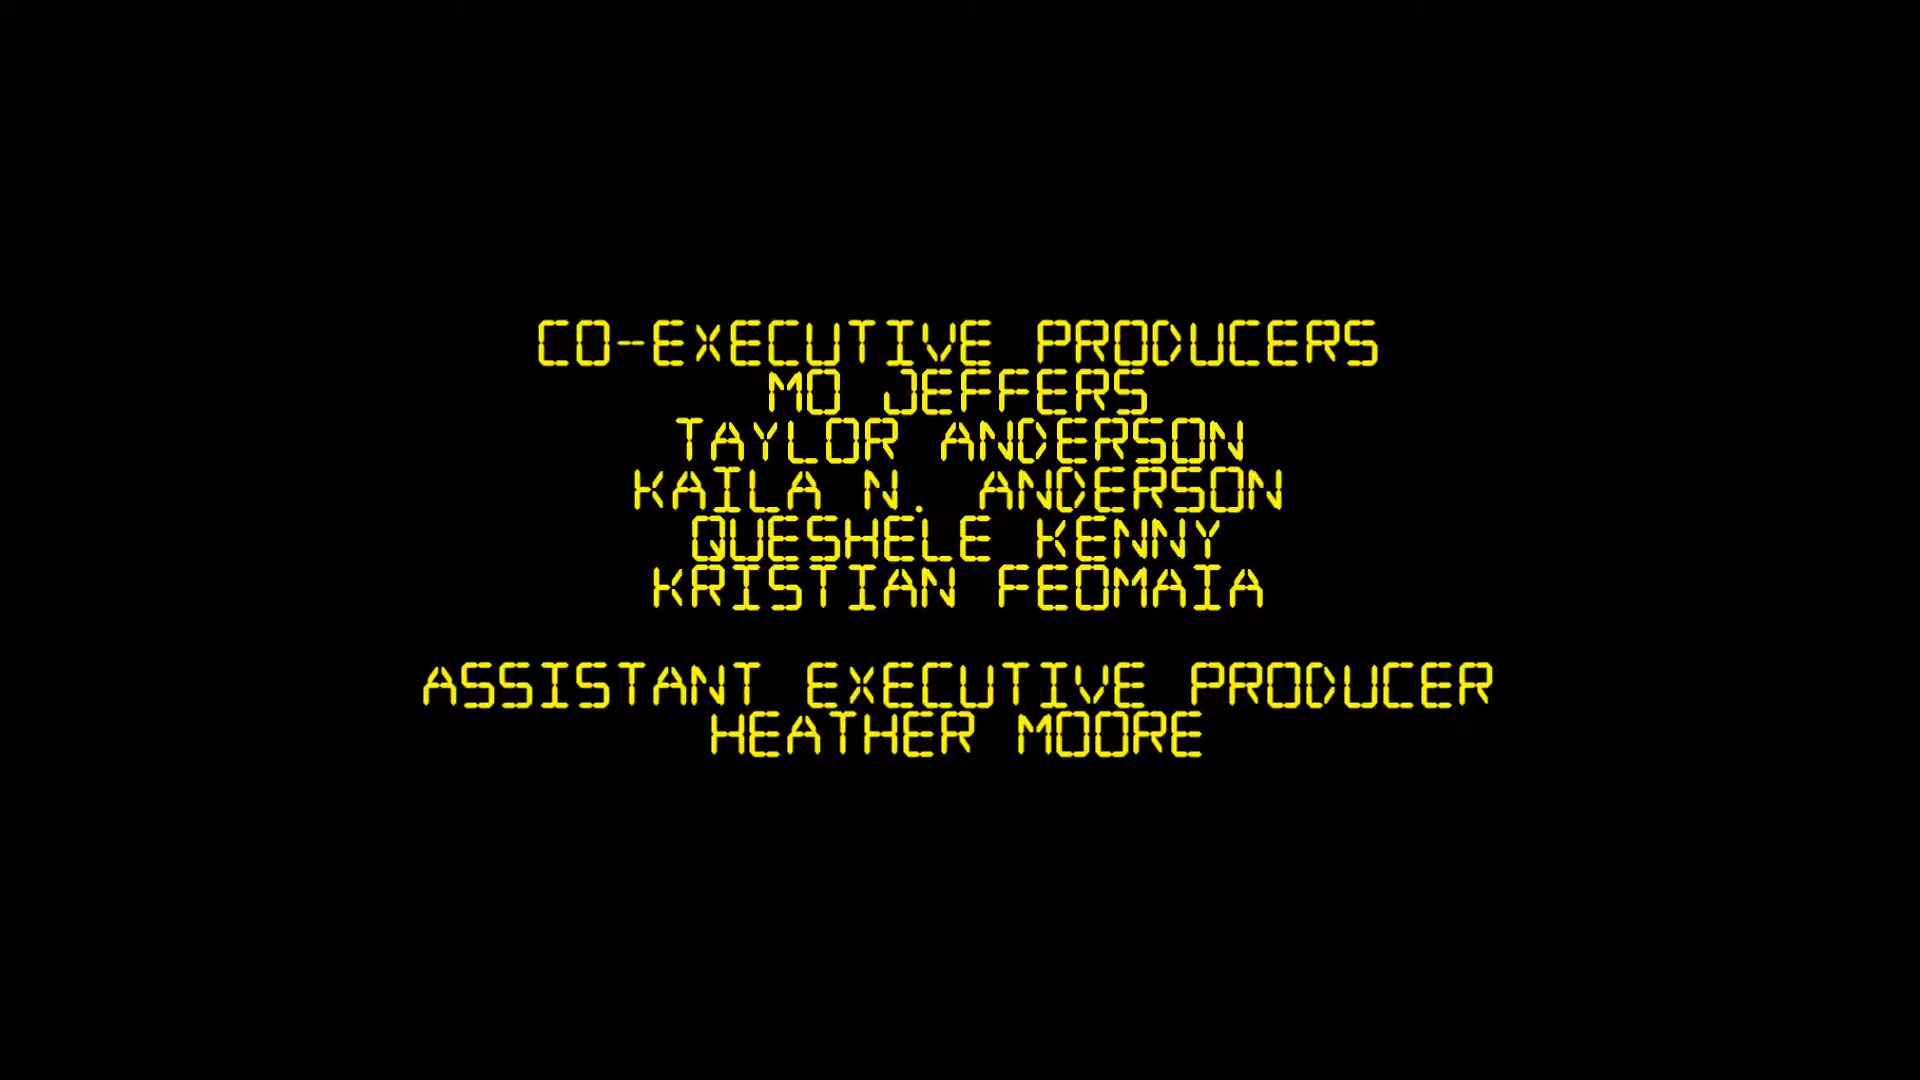 CO-EXECUTIVE PRODUCERS
MO JEFFERS
TAYLOR ANDERSON
KAILA N. ANDERSON
QUESHELE KENNY
KRISTIAN FEOMAIA
ASSISTANT EXECUTIVE PRODUCER
HEATHER MOORE